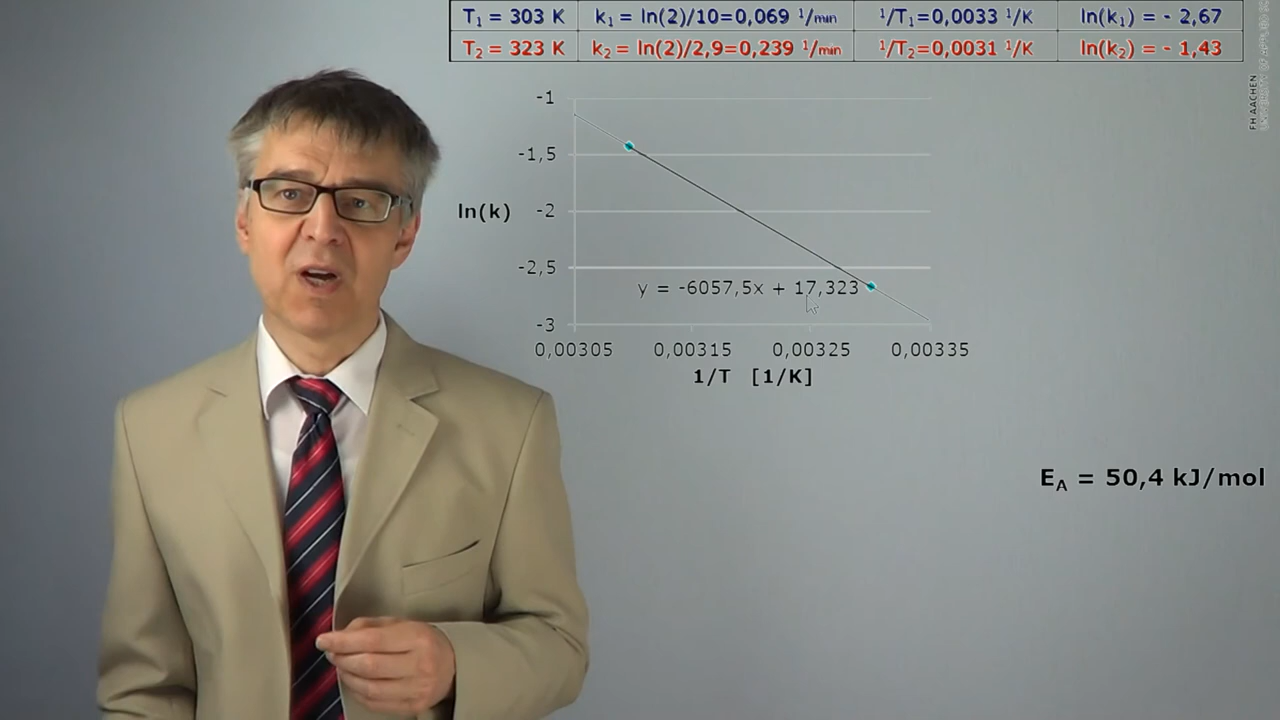 T₁ = 303 K k₁ = ln(2)/10=0,069 ¹/min ¹/T₁=0,0033 ¹/K ln(k₁) = - 2,67
T₂ = 323 K k₂ = ln(2)/2,9=0,239 ¹/min ¹/T₂=0,0031 ¹/K ln(k₂) = - 1,43
FH AACHEN
-1
-1,5
ln(k) -2
-2,5
y = -6057,5x + 17,323
-3
0,00305 0,00315 0,00325 0,00335
1/T [1/K]
E_A = 50,4 kJ/mol